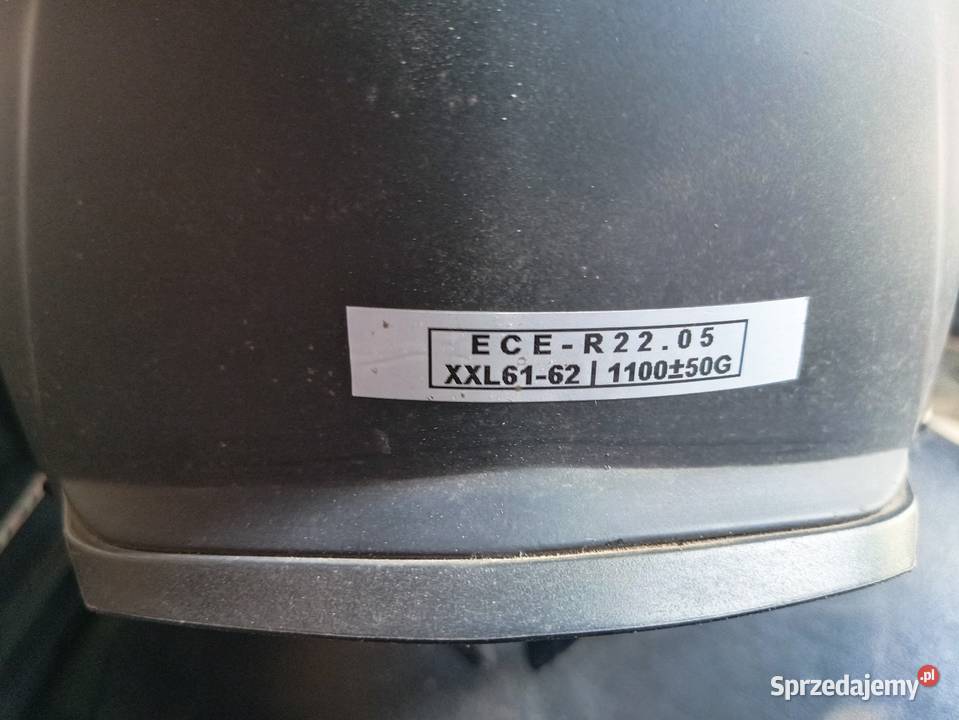 ECE-R22.05
XXL61-62 | 1100±50G
Sprzedajemy.pl